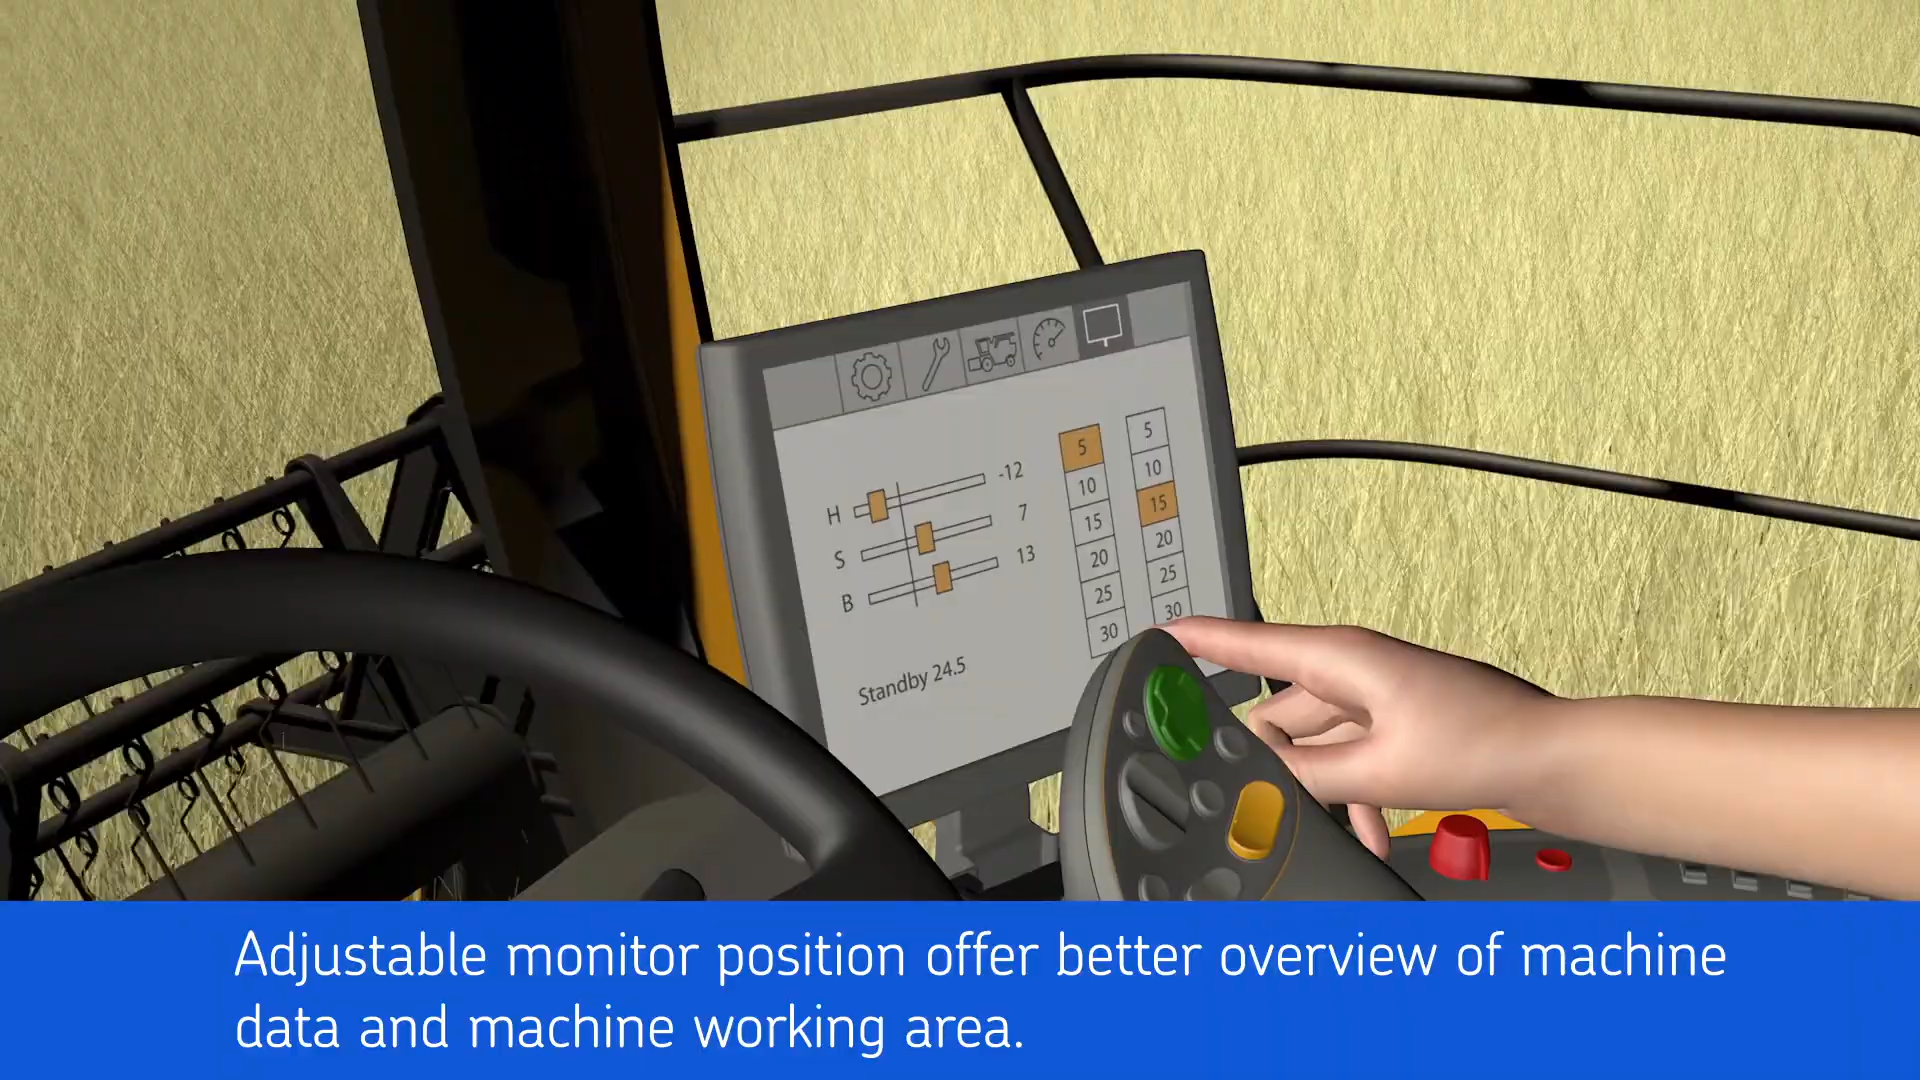 H -12
S 7
B 13
Standby 24.5
5
10
15
20
25
30
5
10
15
20
25
30
Adjustable monitor position offer better overview of machine
data and machine working area.